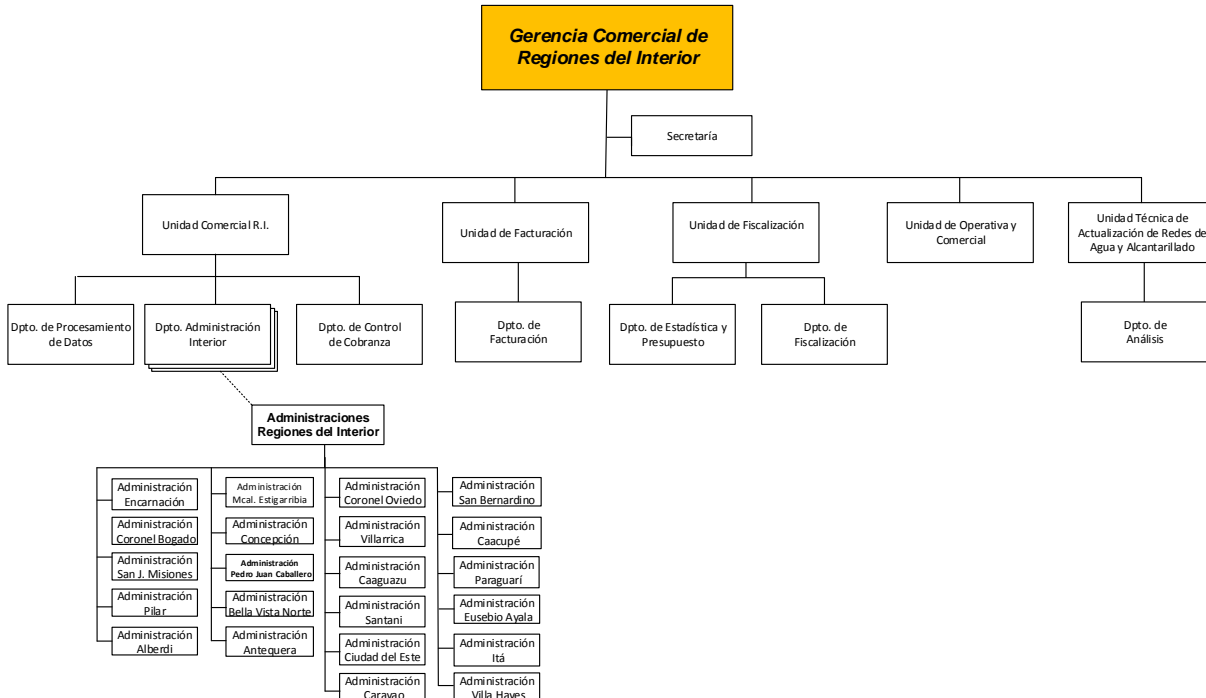 Gerencia Comercial de
Regiones del Interior
Secretaría
Unidad Comercial R.I.
Unidad de Facturación
Unidad de Fiscalización
Unidad de Operativa y
Comercial
Unidad Técnica de
Actualización de Redes de
Agua y Alcantarillado
Dpto. de Procesamiento
de Datos
Dpto. Administración
Interior
Dpto. de Control
de Cobranza
Dpto. de
Facturación
Dpto. de Estadística y
Presupuesto
Dpto. de
Fiscalización
Dpto. de
Análisis
Administraciones
Regiones del Interior
Administración
Encarnación
Administración
Coronel Bogado
Administración
San J. Misiones
Administración
Pilar
Administración
Alberdi
Administración
Mcal. Estigarribia
Administración
Concepción
Administración
Pedro Juan Caballero
Administración
Bella Vista Norte
Administración
Antequera
Administración
Coronel Oviedo
Administración
Villarrica
Administración
Caaguazu
Administración
Santani
Administración
Ciudad del Este
Administración
Carayao
Administración
San Bernardino
Administración
Caacupé
Administración
Paraguarí
Administración
Eusebio Ayala
Administración
Itá
Administración
Villa Hayes